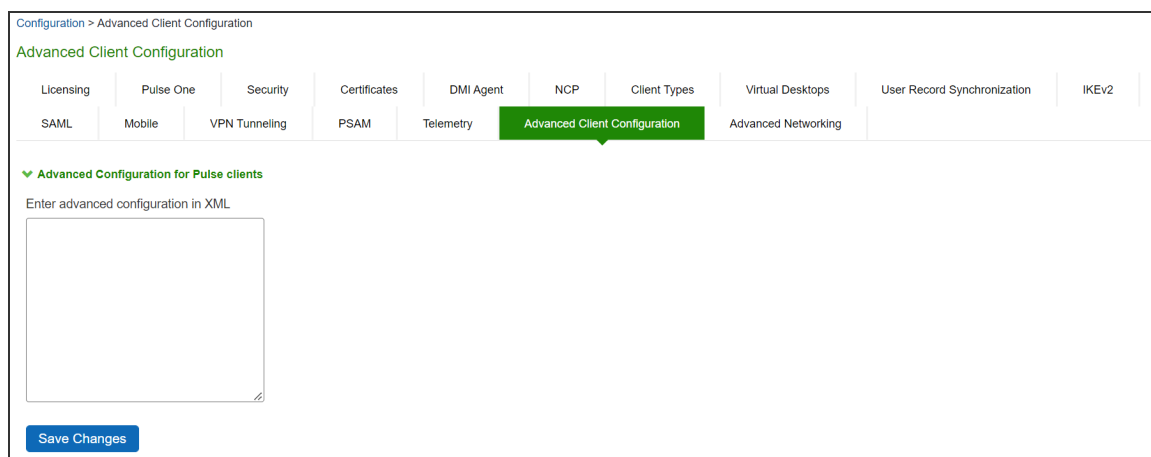 Configuration > Advanced Client Configuration
Advanced Client Configuration
Licensing Pulse One Security Certificates DMI Agent NCP Client Types Virtual Desktops User Record Synchronization IKEv2
SAML Mobile VPN Tunneling PSAM Telemetry Advanced Client Configuration Advanced Networking
Advanced Configuration for Pulse clients
Enter advanced configuration in XML
Save Changes